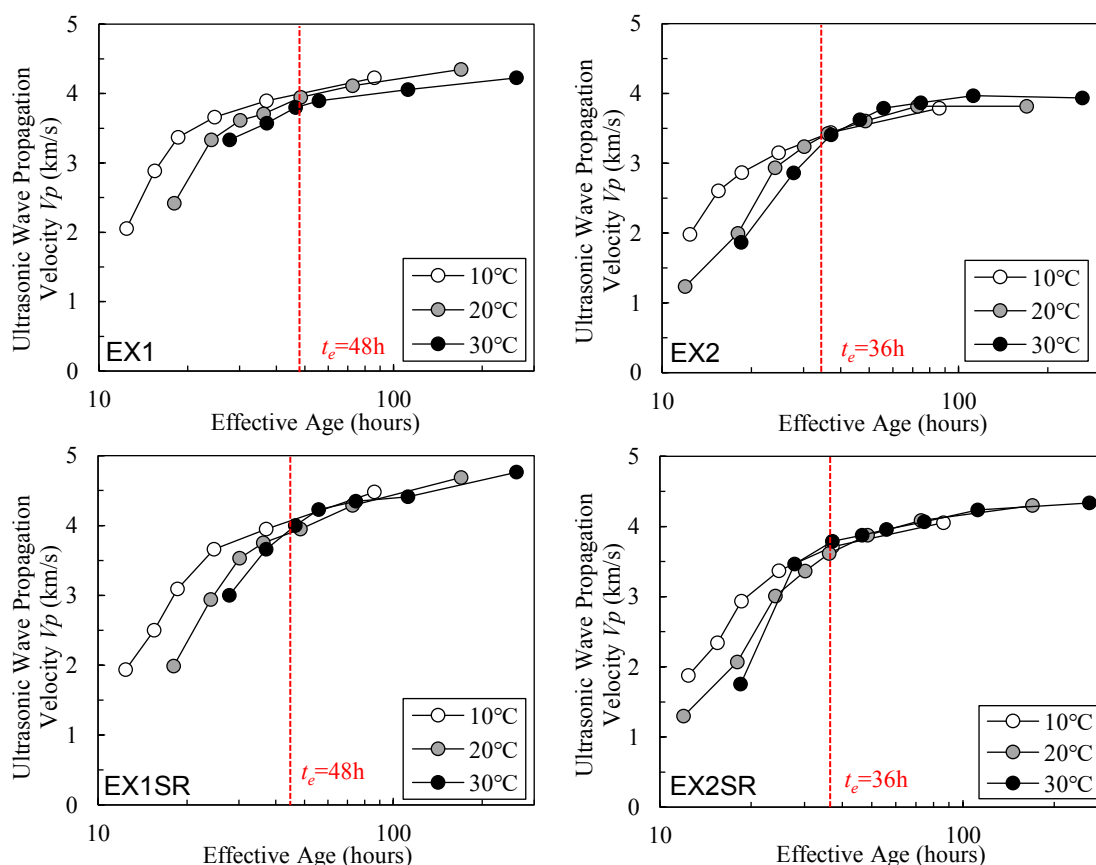 Ultrasonic Wave Propagation
Velocity Vp (km/s)
5
4
3
2
1
0
10°C
20°C
30°C
EX1
te=48h
10
100
Effective Age (hours)
Ultrasonic Wave Propagation
Velocity Vp (km/s)
5
4
3
2
1
0
10°C
20°C
30°C
EX2
te=36h
10
100
Effective Age (hours)
Ultrasonic Wave Propagation
Velocity Vp (km/s)
5
4
3
2
1
0
10°C
20°C
30°C
EX1SR
te=48h
10
100
Effective Age (hours)
Ultrasonic Wave Propagation
Velocity Vp (km/s)
5
4
3
2
1
0
10°C
20°C
30°C
EX2SR
te=36h
10
100
Effective Age (hours)